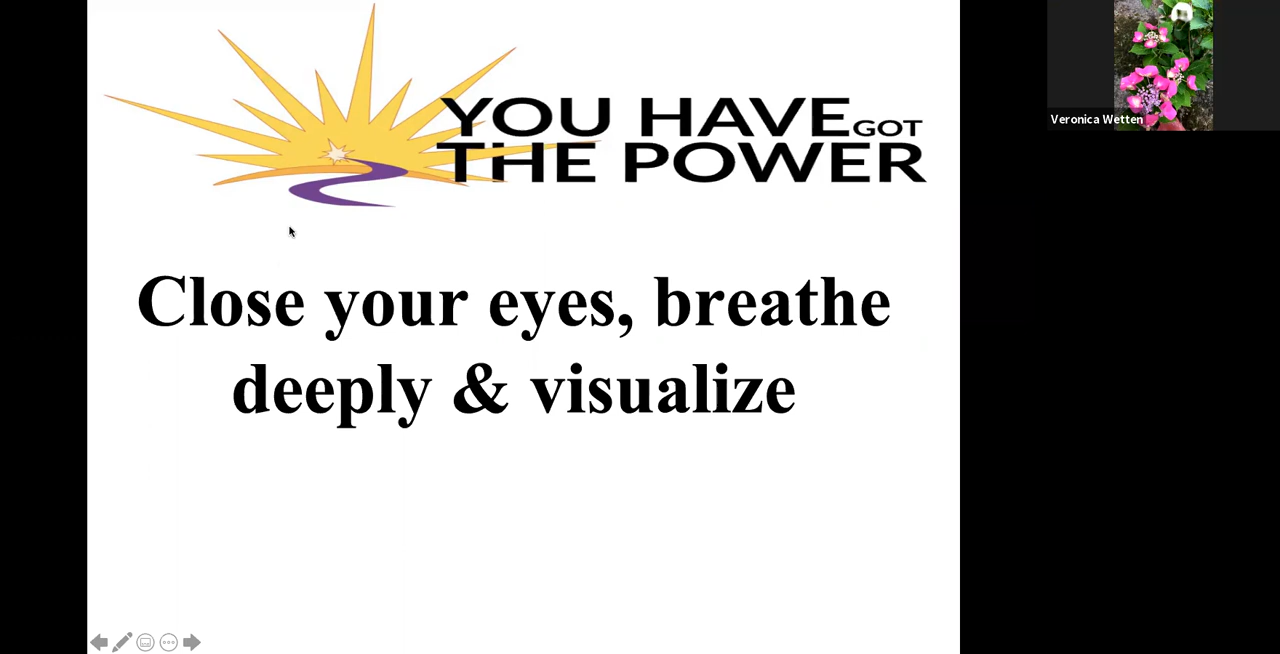 YOU HAVE GOT
THE POWER
Close your eyes, breathe
deeply & visualize
Veronica Wetten